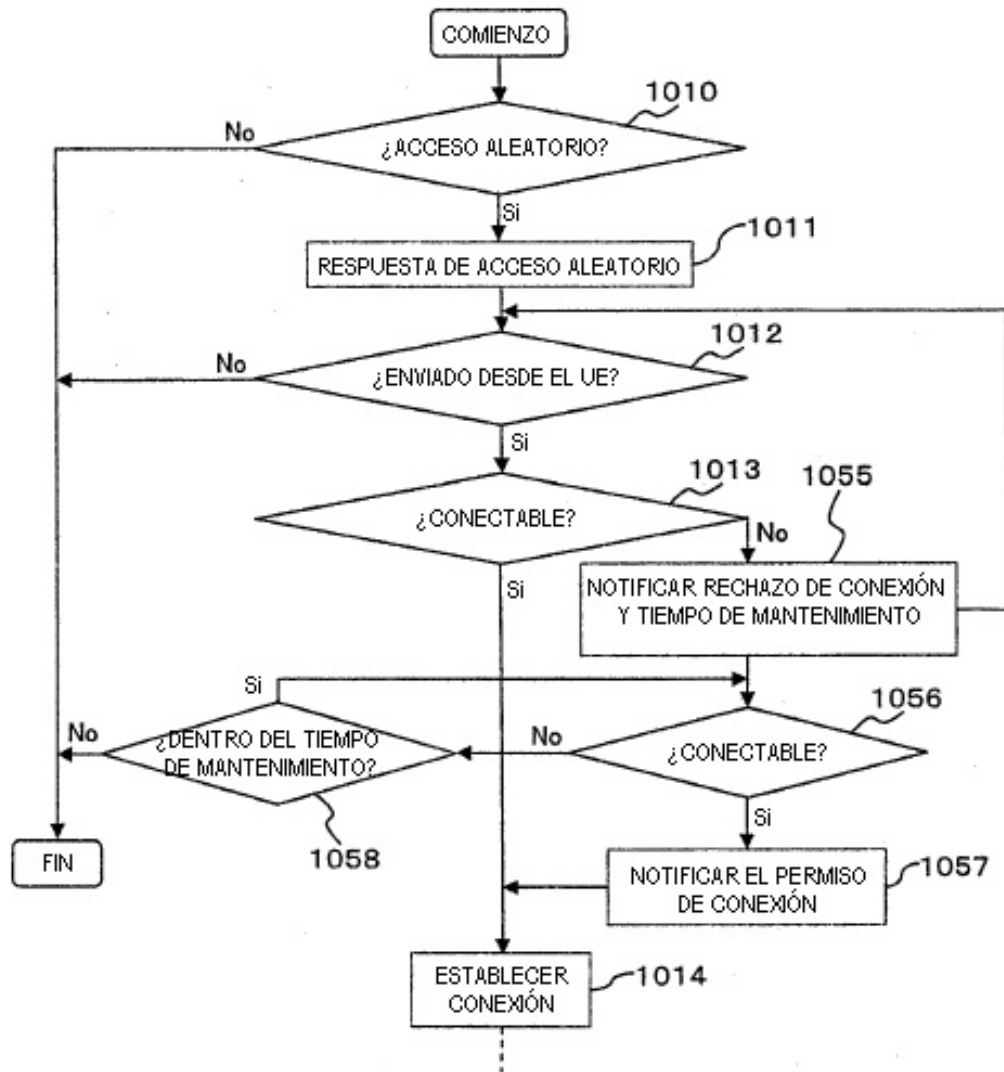 COMIENZO
1010
No
¿ACCESO ALEATORIO?
Si
1011
RESPUESTA DE ACCESO ALEATORIO
1012
No
¿ENVIADO DESDE EL UE?
Si
1013
1055
¿CONECTABLE?
No
Si
NOTIFICAR RECHAZO DE CONEXIÓN
Y TIEMPO DE MANTENIMIENTO
Si
1056
No
¿DENTRO DEL TIEMPO
DE MANTENIMIENTO?
No
¿CONECTABLE?
Si
1058
FIN
1057
NOTIFICAR EL PERMISO
DE CONEXIÓN
ESTABLECER
CONEXIÓN
1014